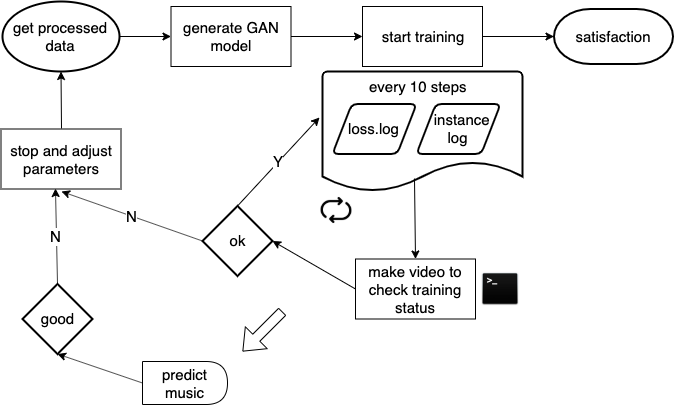 get processed
data
generate GAN
model
start training
satisfaction
every 10 steps
loss.log
instance
log
stop and adjust
parameters
Y
N
ok
N
make video to
check training
status
>_
good
predict
music